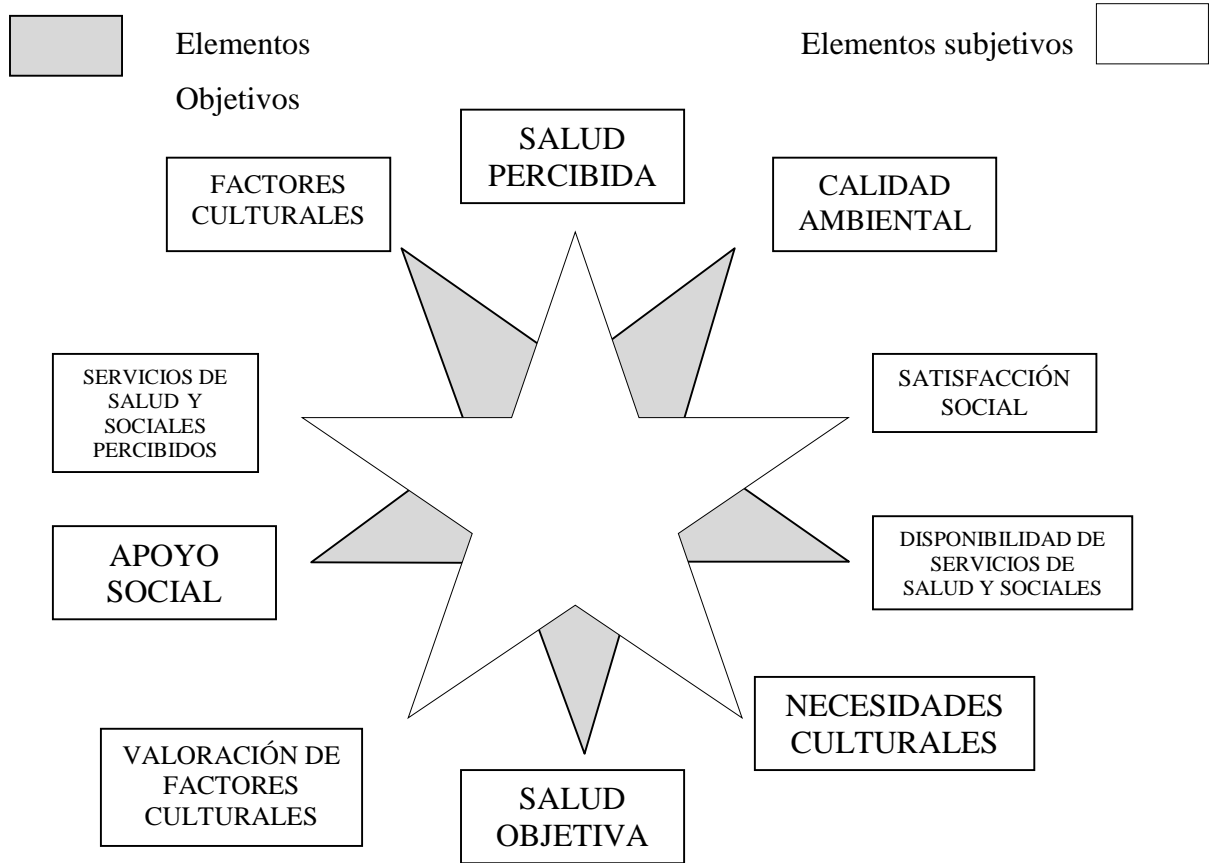 Elementos
Objetivos
Elementos subjetivos
SALUD
PERCIBIDA
FACTORES
CULTURALES
CALIDAD
AMBIENTAL
SERVICIOS DE
SALUD Y
SOCIALES
PERCIBIDOS
SATISFACCIÓN
SOCIAL
APOYO
SOCIAL
DISPONIBILIDAD DE
SERVICIOS DE
SALUD Y SOCIALES
NECESIDADES
CULTURALES
VALORACIÓN DE
FACTORES
CULTURALES
SALUD
OBJETIVA